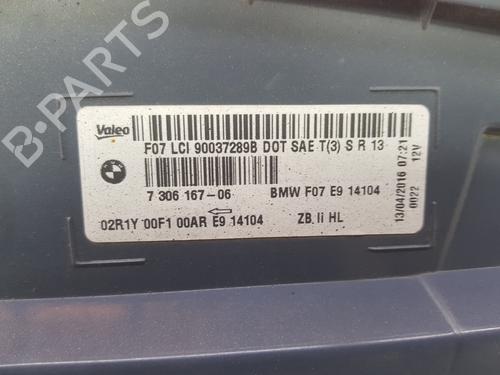 B-PARTS
Valeo
F07 LCI 90037289B DOT SAE T(3) S R 13
BMW
7 306 167-06 BMW F07 E9 14104
02R1Y 00F1 00AR E9 14104 ZB, li HL
13/04/2016 07:21
0022 12V